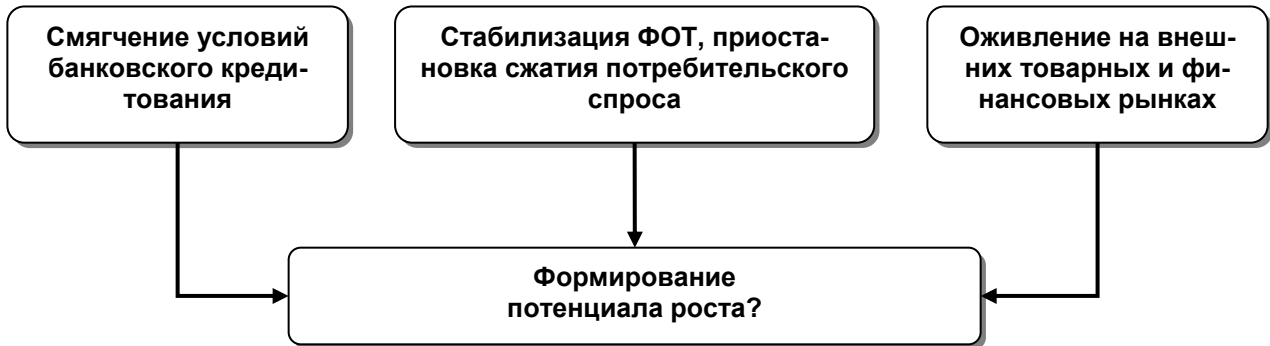 Смягчение условий
банковского креди-
тования
Стабилизация ФОТ, приоста-
новка сжатия потребительского
спроса
Оживление на внеш-
них товарных и фи-
нансовых рынках
Формирование
потенциала роста?